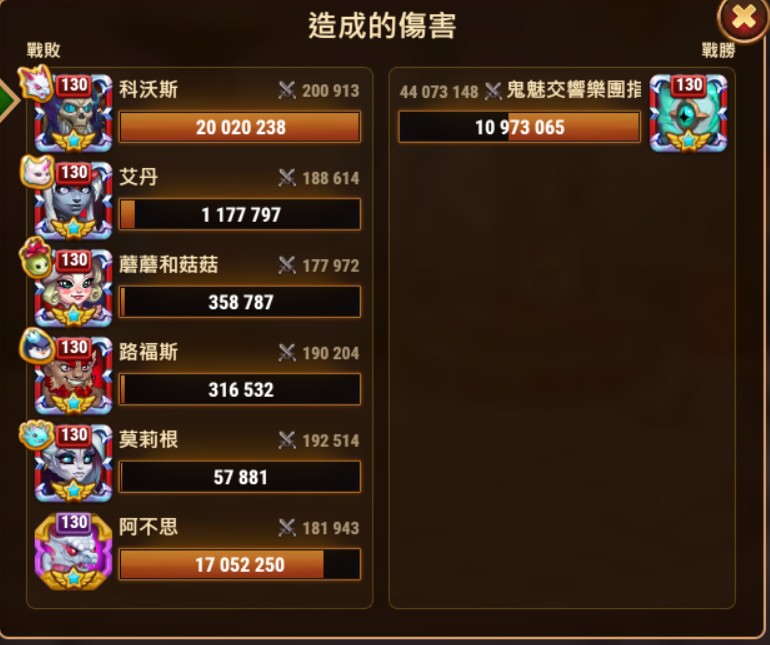 造成的傷害
戰敗
戰勝
130
科沃斯
200 913
20 020 238
130
艾丹
188 614
1 177 797
130
蘑蘑和菇菇
177 972
358 787
130
路福斯
190 204
316 532
130
莫莉根
192 514
57 881
130
阿不思
181 943
17 052 250
44 073 148
鬼魅交響樂團指
130
10 973 065